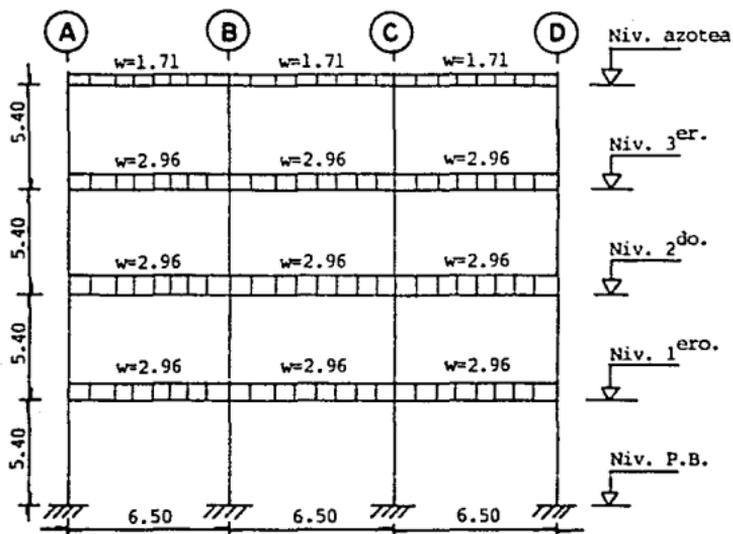 A B C D
Niv. azotea
w=1.71 w=1.71 w=1.71
5.40
Niv. 3er.
w=2.96 w=2.96 w=2.96
5.40
Niv. 2do.
w=2.96 w=2.96 w=2.96
5.40
Niv. 1ero.
w=2.96 w=2.96 w=2.96
5.40
Niv. P.B.
6.50 6.50 6.50